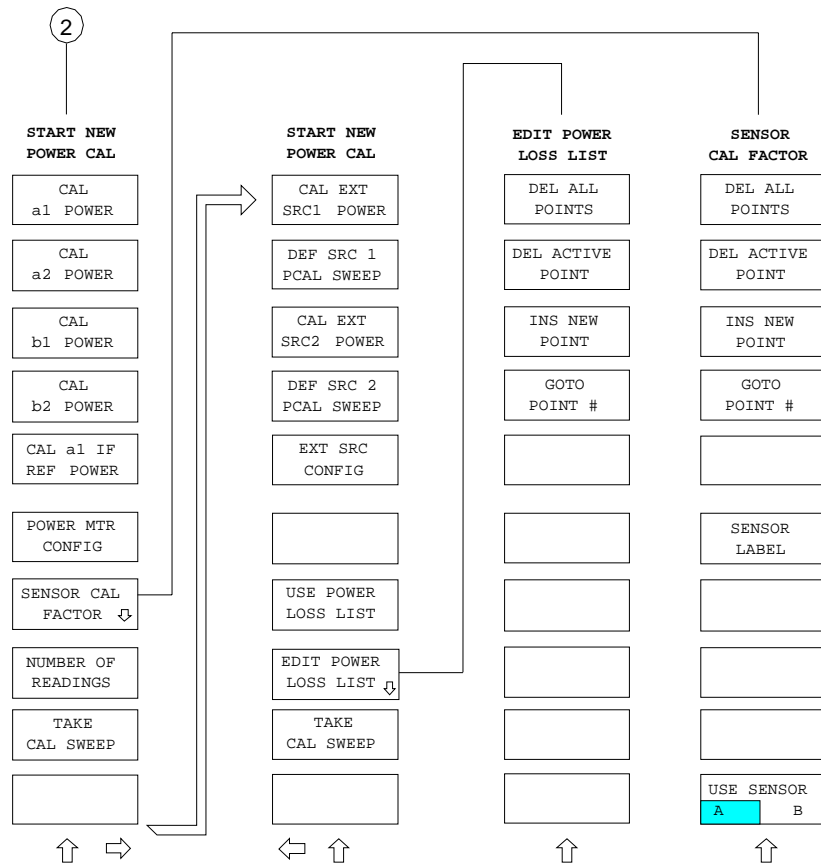 2
START NEW
POWER CAL
CAL
a1 POWER
CAL
a2 POWER
CAL
b1 POWER
CAL
b2 POWER
CAL a1 IF
REF POWER
POWER MTR
CONFIG
SENSOR CAL
FACTOR
NUMBER OF
READINGS
TAKE
CAL SWEEP
START NEW
POWER CAL
CAL EXT
SRC1 POWER
DEF SRC 1
PCAL SWEEP
CAL EXT
SRC2 POWER
DEF SRC 2
PCAL SWEEP
EXT SRC
CONFIG
USE POWER
LOSS LIST
EDIT POWER
LOSS LIST
TAKE
CAL SWEEP
EDIT POWER
LOSS LIST
DEL ALL
POINTS
DEL ACTIVE
POINT
INS NEW
POINT
GOTO
POINT #
SENSOR
CAL FACTOR
DEL ALL
POINTS
DEL ACTIVE
POINT
INS NEW
POINT
GOTO
POINT #
SENSOR
LABEL
USE SENSOR
A B